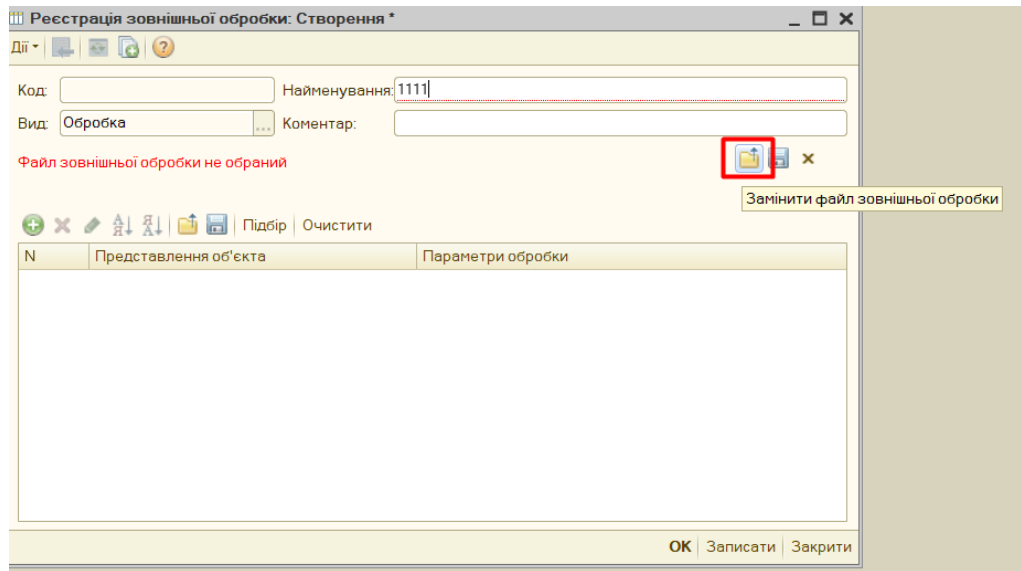 Реєстрація зовнішньої обробки: Створення *
Дії
Код: Найменування: 1111
Вид: Обробка ... Коментар:
Файл зовнішньої обробки не обраний
Замінити файл зовнішньої обробки
Підбір Очистити
N Представлення об'єкта Параметри обробки
ОК Записати Закрити